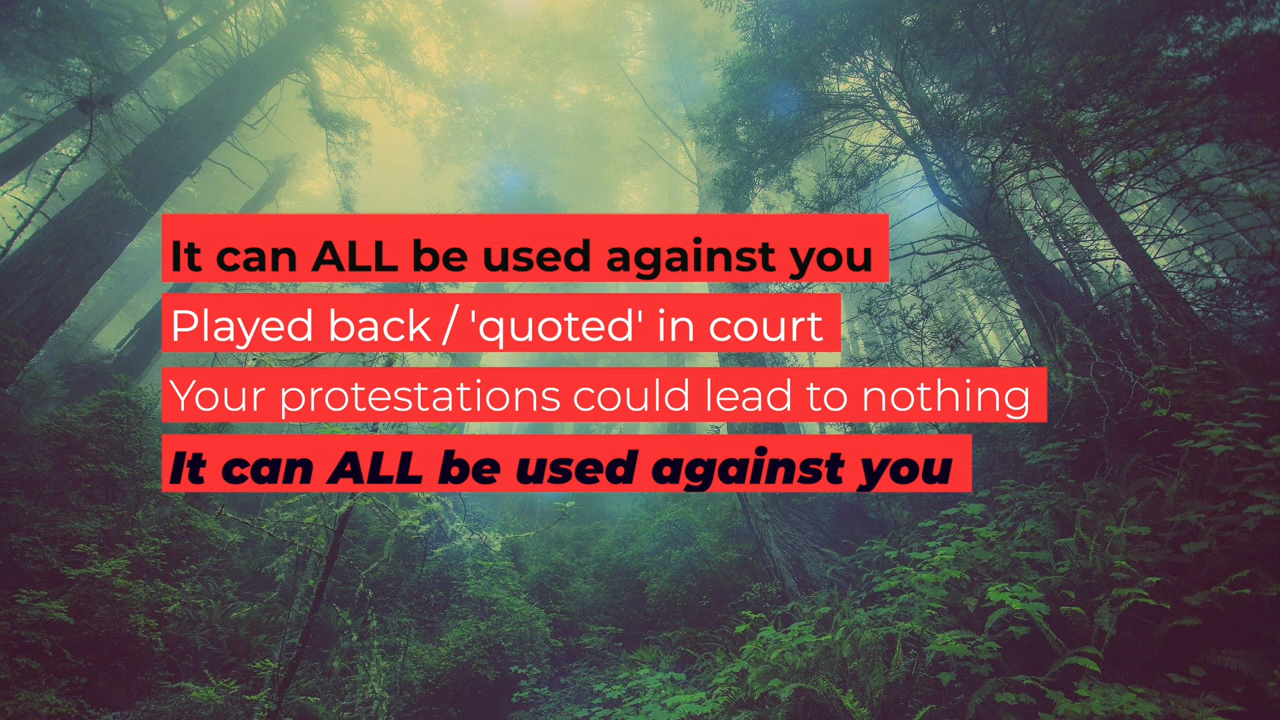 It can ALL be used against you
Played back / 'quoted' in court
Your protestations could lead to nothing
It can ALL be used against you